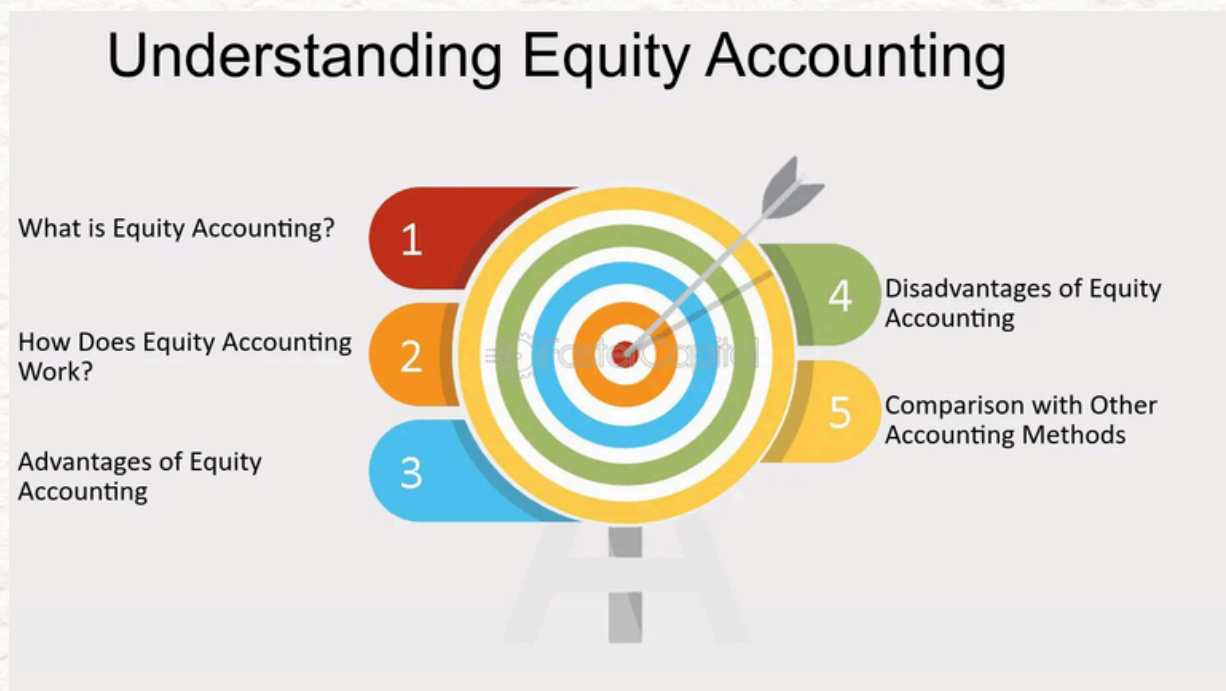 Understanding Equity Accounting
What is Equity Accounting?
1
How Does Equity Accounting
Work?
2
Advantages of Equity
Accounting
3
4
Disadvantages of Equity
Accounting
5
Comparison with Other
Accounting Methods
FasterCapital